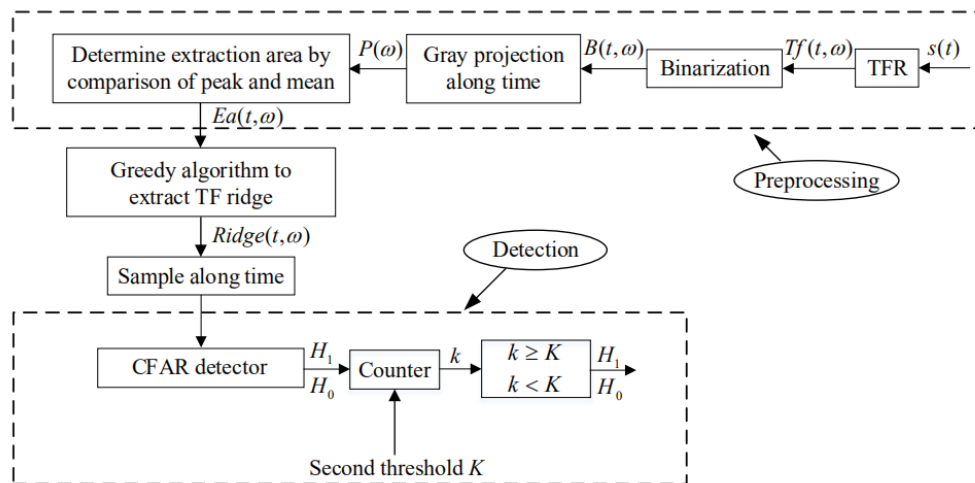 Determine extraction area by
comparison of peak and mean
P(ω)
Gray projection
along time
B(t,ω)
Binarization
Tf(t,ω)
TFR
s(t)
Ea(t,ω)
Greedy algorithm to
extract TF ridge
Preprocessing
Ridge(t,ω)
Detection
Sample along time
CFAR detector
H₁
H₀
Counter
k
k ≥ K
k < K
H₁
H₀
Second threshold K